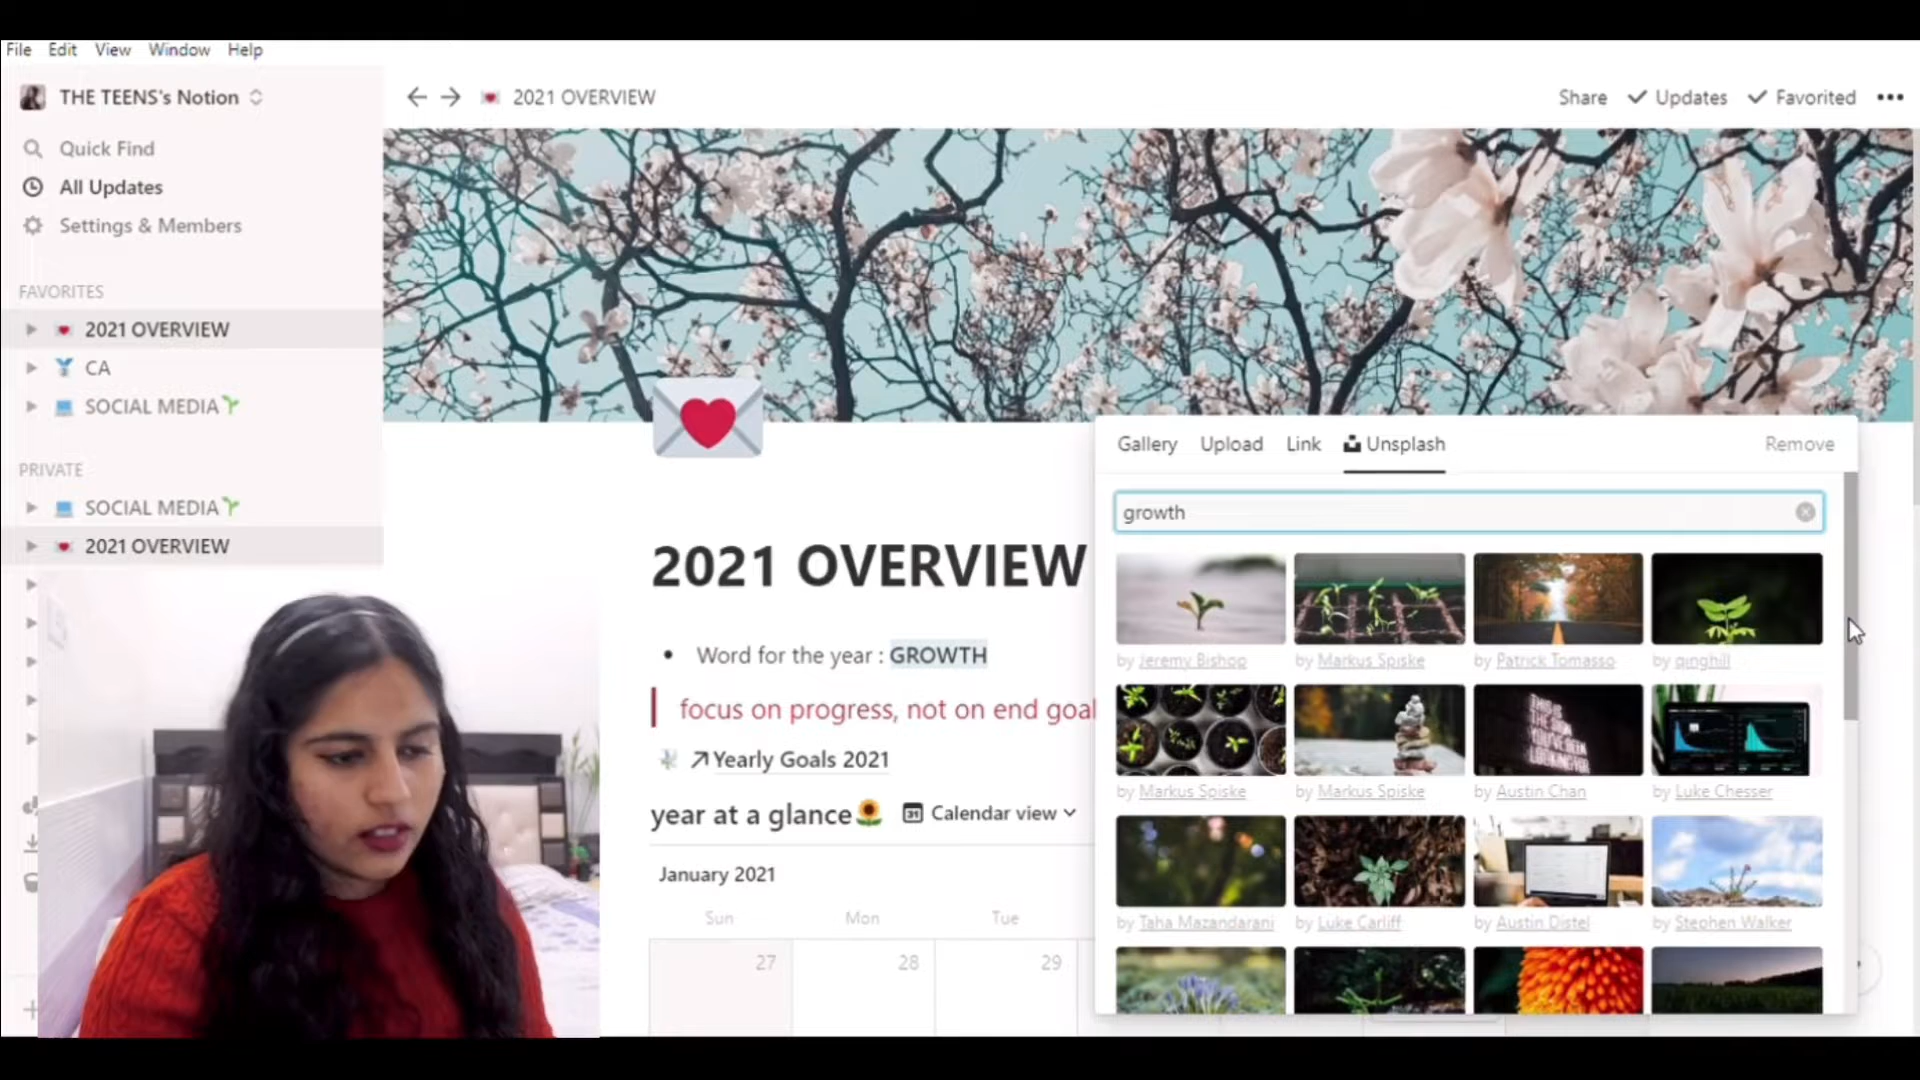 File Edit View Window Help
THE TEENS's Notion
2021 OVERVIEW
Share Updates Favorited
Quick Find
All Updates
Settings & Members
FAVORITES
2021 OVERVIEW
CA
SOCIAL MEDIA
PRIVATE
SOCIAL MEDIA
2021 OVERVIEW
2021 OVERVIEW
• Word for the year : GROWTH
focus on progress, not on end goal
Yearly Goals 2021
year at a glance Calendar view
January 2021
Sun Mon Tue
27 28 29
Gallery Upload Link Unsplash Remove
growth
by Jeremy Bishop by Markus Spiske by Patrick Tomasso by qinghill
by Markus Spiske by Markus Spiske by Austin Chan by Luke Chesser
by Taha Mazandarani by Luke Carliff by Austin Distel by Stephen Walker